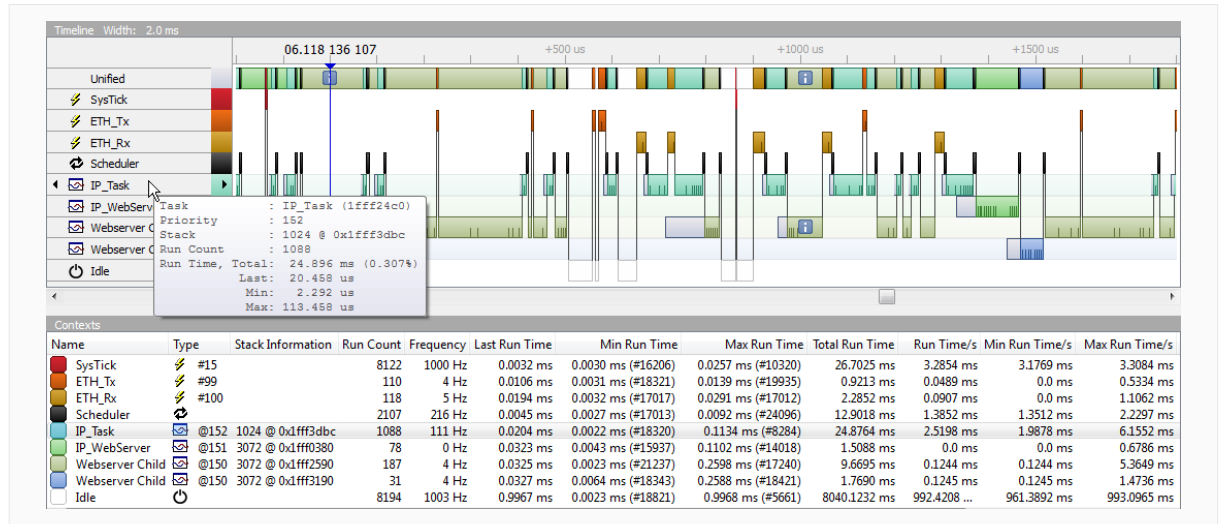 Timeline Width: 2.0 ms
06.118 136 107 +500 us +1000 us +1500 us
Unified
SysTick
ETH_Tx
ETH_Rx
Scheduler
IP_Task
IP_WebServ
Webserver C
Webserver C
Idle
Task : IP_Task (1fff24c0)
Priority : 152
Stack : 1024 @ 0x1fff3dbc
Run Count : 1088
Run Time, Total: 24.896 ms (0.307%)
Last: 20.458 us
Min: 2.292 us
Max: 113.458 us
Contexts
Name Type Stack Information Run Count Frequency Last Run Time Min Run Time Max Run Time Total Run Time Run Time/s Min Run Time/s Max Run Time/s
SysTick #15 8122 1000 Hz 0.0032 ms 0.0030 ms (#16206) 0.0257 ms (#10320) 26.7025 ms 3.2854 ms 3.1769 ms 3.3084 ms
ETH_Tx #99 110 4 Hz 0.0106 ms 0.0031 ms (#18321) 0.0139 ms (#19935) 0.9213 ms 0.0489 ms 0.0 ms 0.5334 ms
ETH_Rx #100 118 5 Hz 0.0194 ms 0.0032 ms (#17017) 0.0291 ms (#17012) 2.2852 ms 0.0907 ms 0.0 ms 1.1062 ms
Scheduler 2107 216 Hz 0.0045 ms 0.0027 ms (#17013) 0.0092 ms (#24096) 12.9018 ms 1.3852 ms 1.3512 ms 2.2297 ms
IP_Task @152 1024 @ 0x1fff3dbc 1088 111 Hz 0.0204 ms 0.0022 ms (#18320) 0.1134 ms (#8284) 24.8764 ms 2.5198 ms 1.9878 ms 6.1552 ms
IP_WebServer @151 3072 @ 0x1fff0380 78 0 Hz 0.0323 ms 0.0043 ms (#15937) 0.1102 ms (#14018) 1.5088 ms 0.0 ms 0.0 ms 0.6786 ms
Webserver Child @150 3072 @ 0x1fff2590 187 4 Hz 0.0325 ms 0.0023 ms (#21237) 0.2598 ms (#17240) 9.6695 ms 0.1244 ms 0.1244 ms 5.3649 ms
Webserver Child @150 3072 @ 0x1fff3190 31 4 Hz 0.0327 ms 0.0064 ms (#18343) 0.2588 ms (#18421) 1.7690 ms 0.1245 ms 0.1245 ms 1.4736 ms
Idle 8194 1003 Hz 0.9967 ms 0.0023 ms (#18821) 0.9968 ms (#5661) 8040.1232 ms 992.4208 ... 961.3892 ms 993.0965 ms